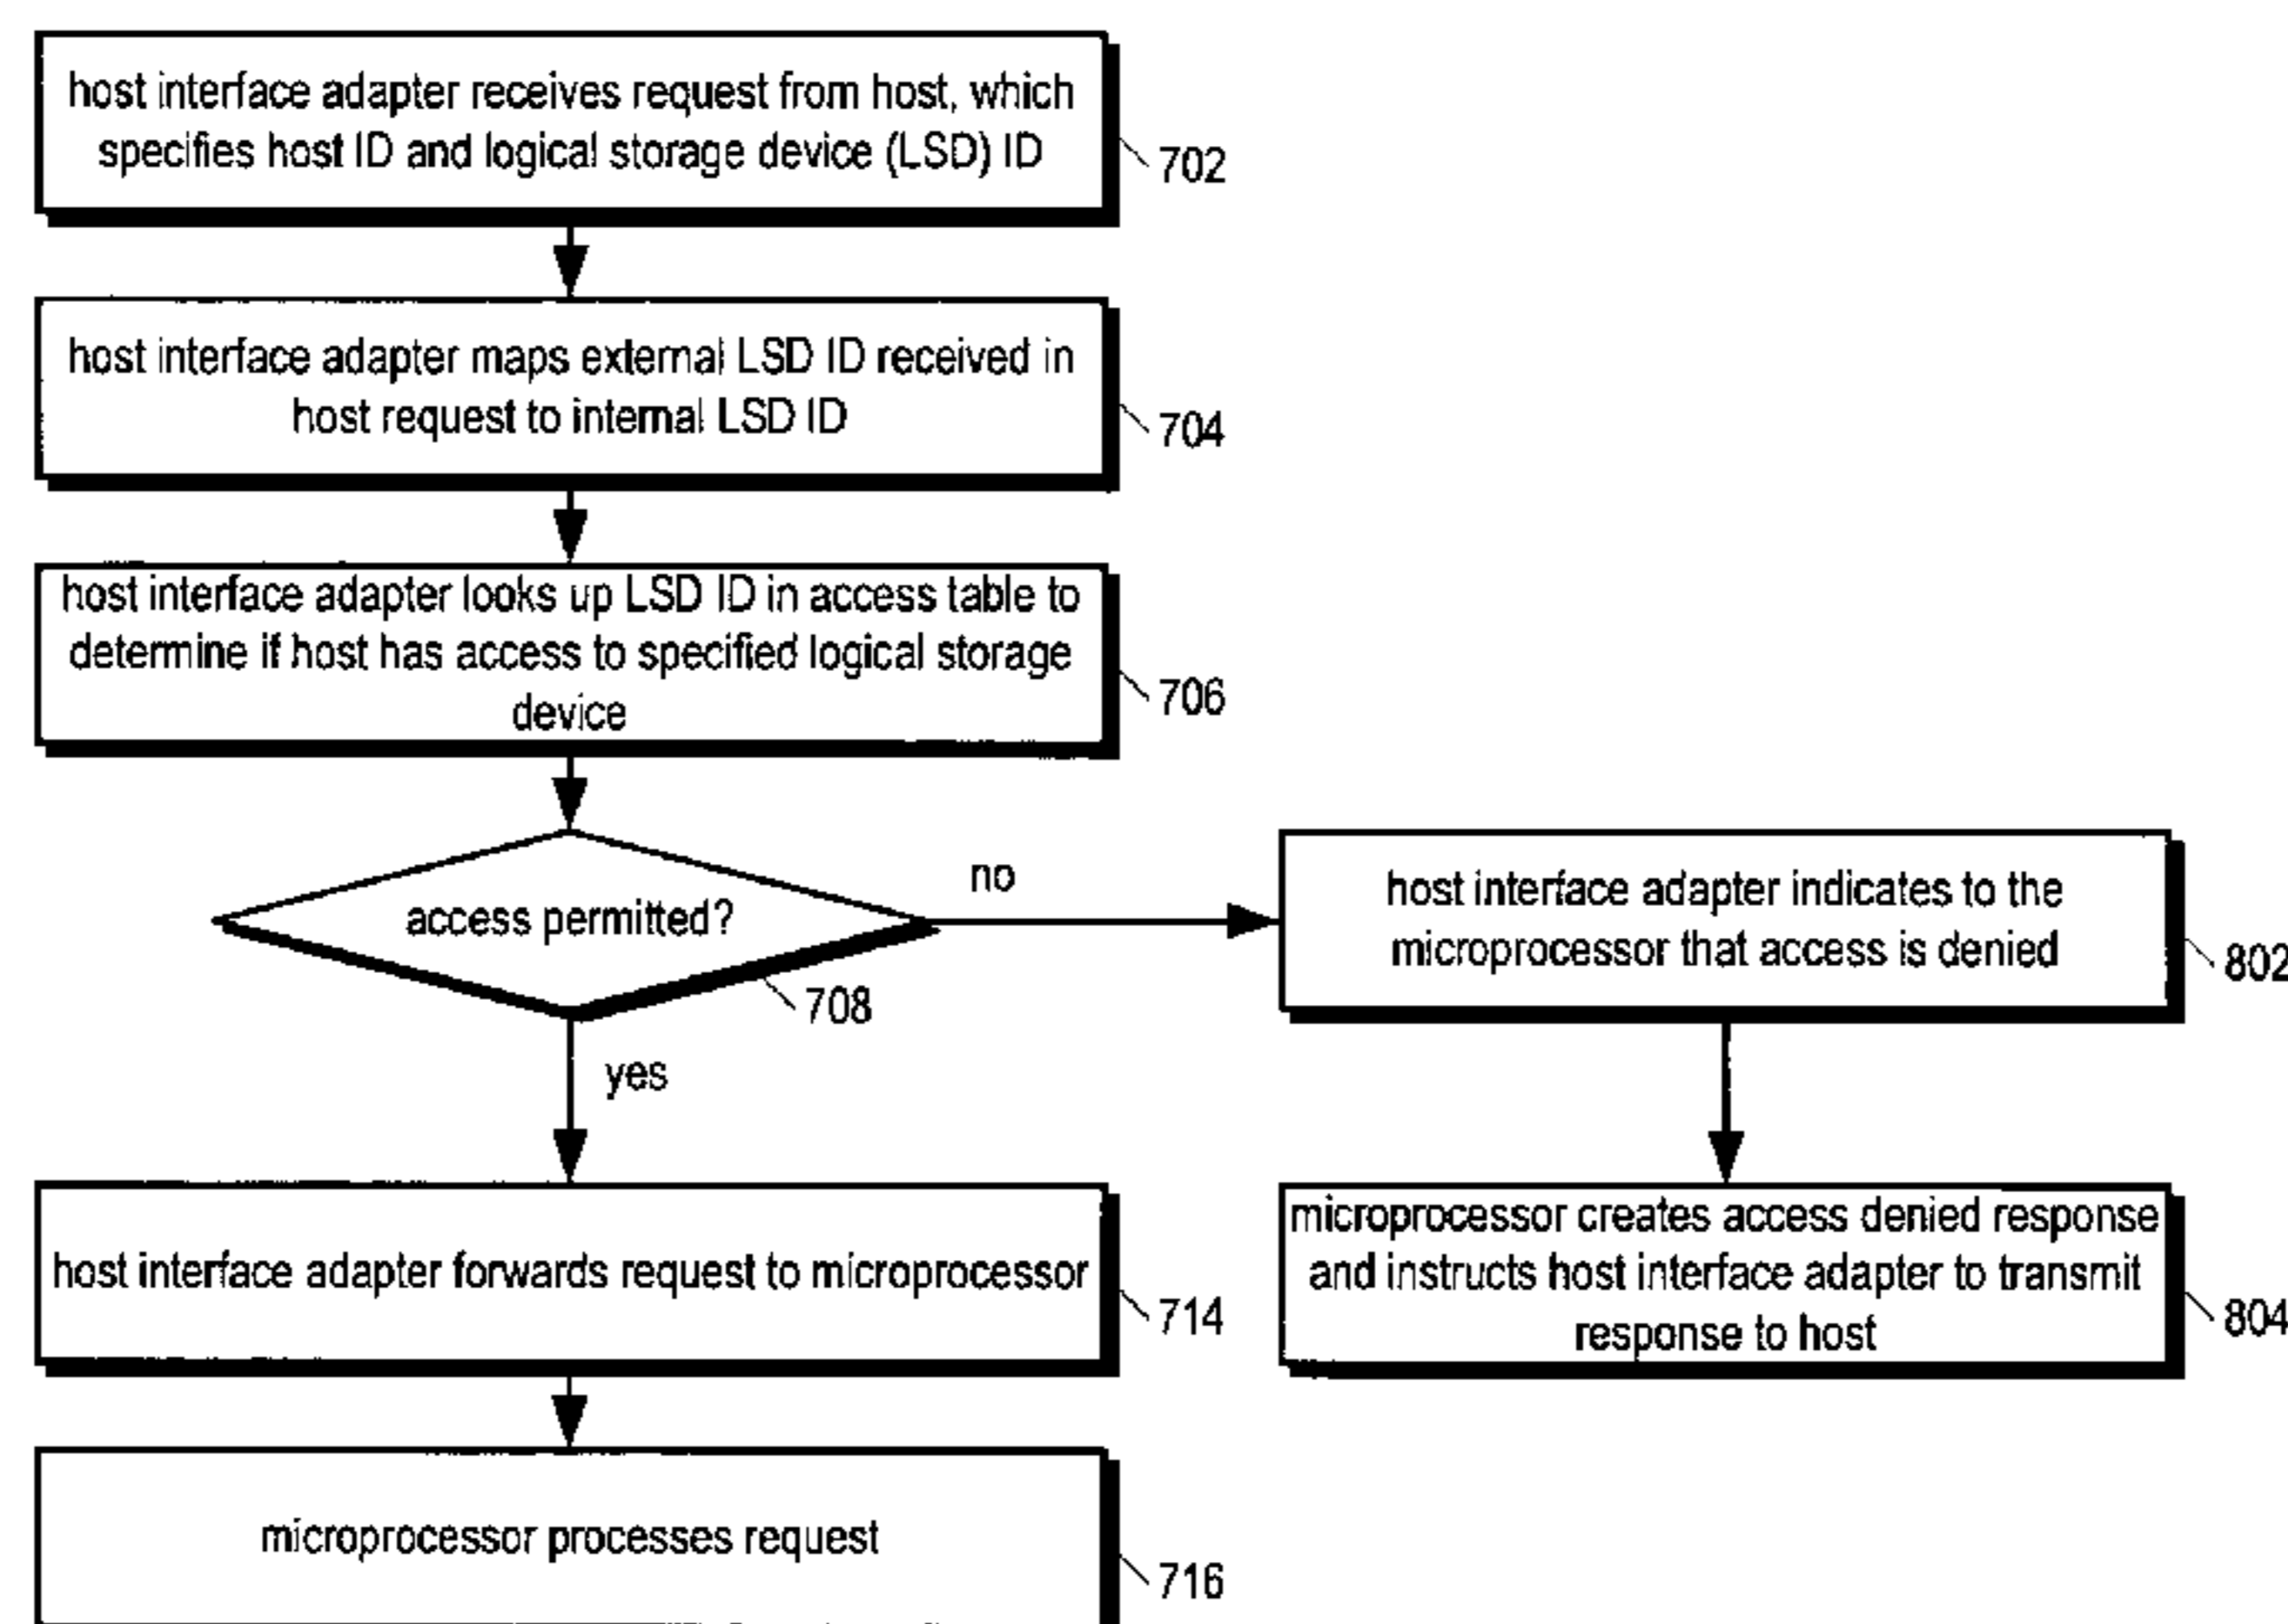 host interface adapter receives request from host, which
specifies host ID and logical storage device (LSD) ID
702
host interface adapter maps external LSD ID received in
host request to internal LSD ID
704
host interface adapter looks up LSD ID in access table to
determine if host has access to specified logical storage
device
706
access permitted?
708
no
yes
host interface adapter indicates to the
microprocessor that access is denied
802
host interface adapter forwards request to microprocessor
714
microprocessor creates access denied response
and instructs host interface adapter to transmit
response to host
804
microprocessor processes request
716